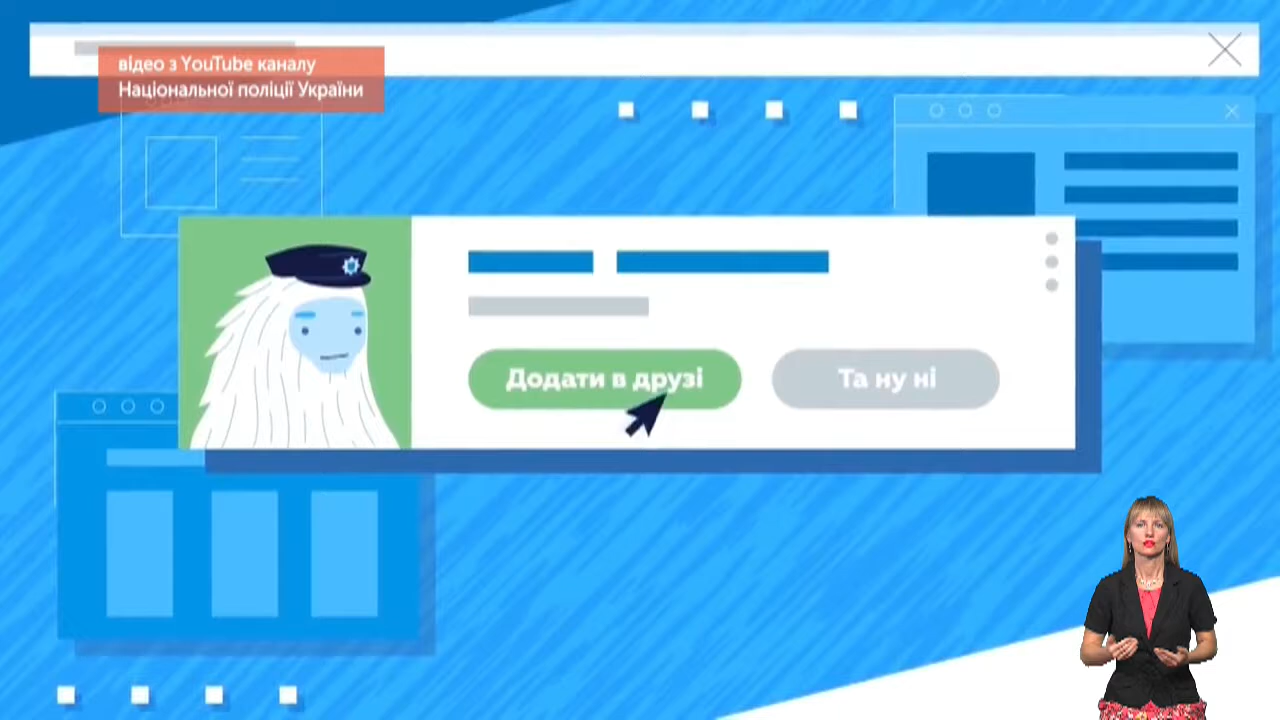 відео з YouTube каналу
Національної поліції України
Додати в друзі
Та ну ні